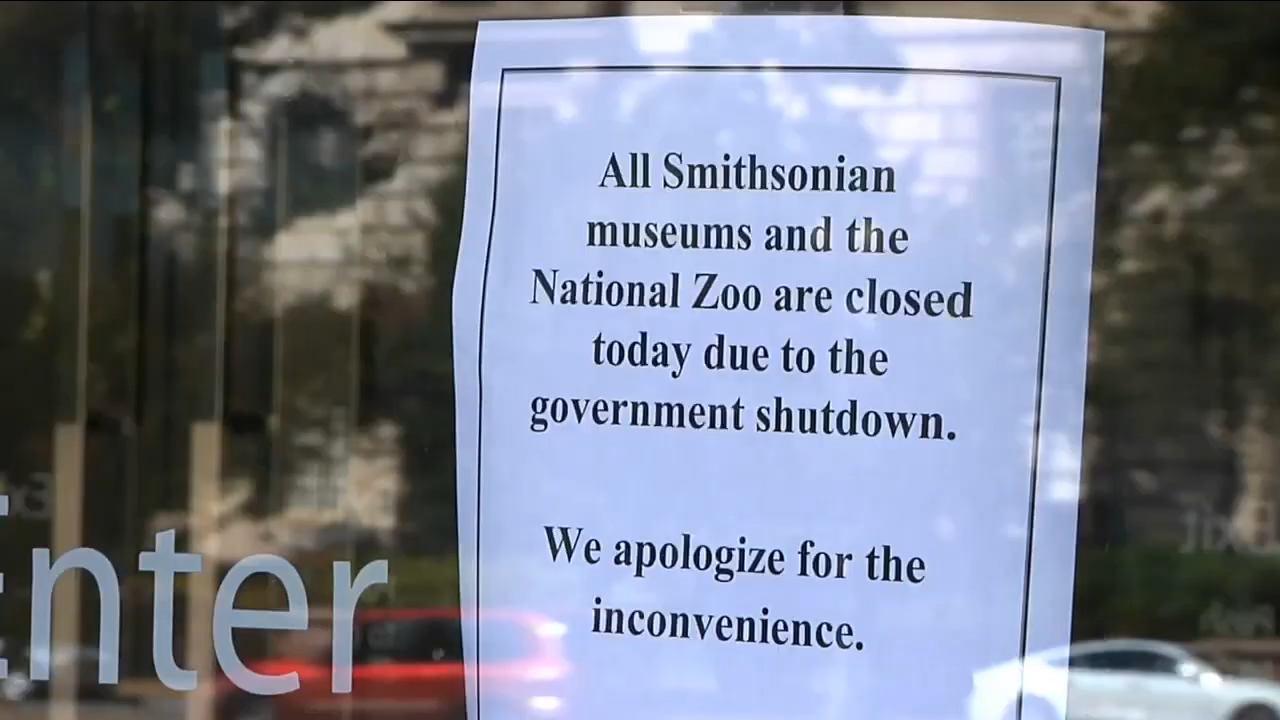 All Smithsonian
museums and the
National Zoo are closed
today due to the
government shutdown.
We apologize for the
inconvenience.
Enter